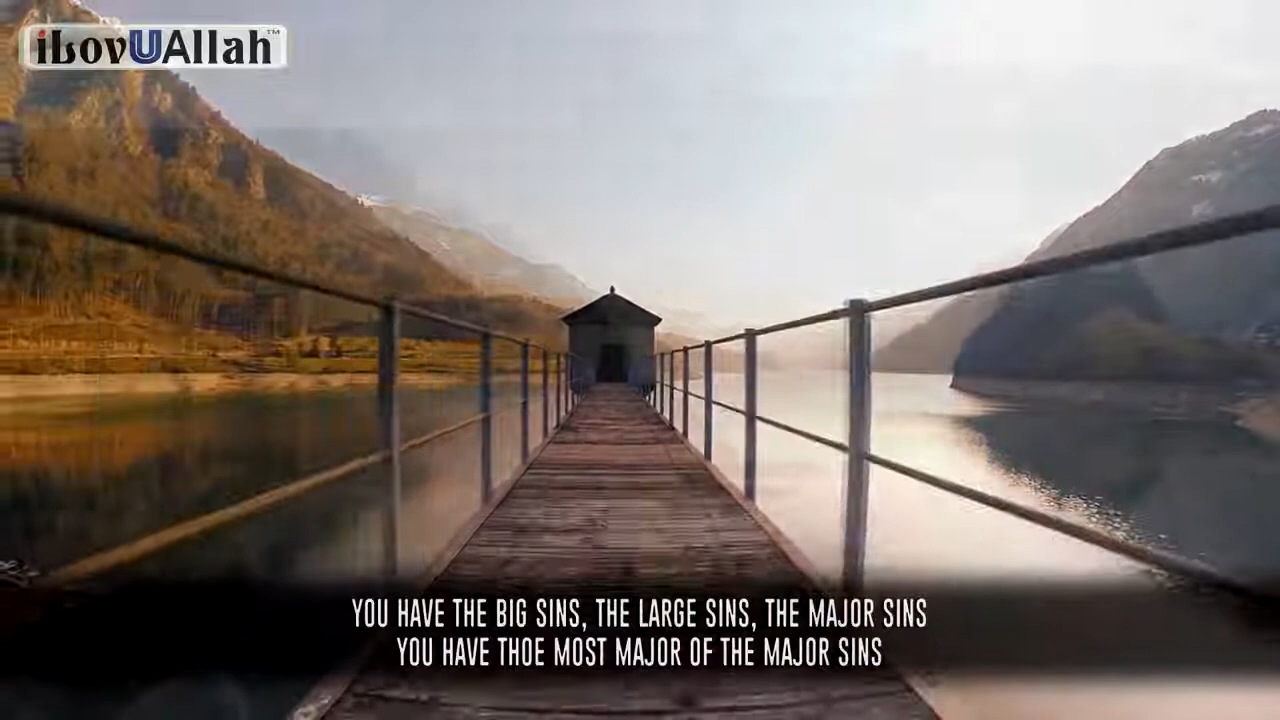 iLovUAllah™
YOU HAVE THE BIG SINS, THE LARGE SINS, THE MAJOR SINS
YOU HAVE THOE MOST MAJOR OF THE MAJOR SINS